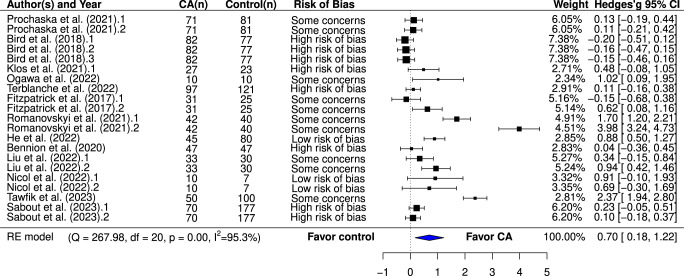 Author(s) and Year CA(n) Control(n) Risk of Bias Weight Hedges'g 95% CI
Prochaska et al. (2021).1 71 81 Some concerns 6.05% 0.13 [-0.19, 0.44]
Prochaska et al. (2021).2 71 81 Some concerns 6.05% 0.11 [-0.21, 0.42]
Bird et al. (2018).1 82 77 High risk of bias 7.38% -0.20 [-0.51, 0.12]
Bird et al. (2018).2 82 77 High risk of bias 7.38% -0.16 [-0.47, 0.15]
Bird et al. (2018).3 82 77 High risk of bias 7.38% -0.15 [-0.46, 0.16]
Klos et al. (2021).1 27 23 High risk of bias 2.71% 0.48 [-0.08, 1.05]
Ogawa et al. (2022) 10 10 Some concerns 2.34% 1.02 [0.09, 1.95]
Terblanche et al. (2022) 97 121 High risk of bias 2.91% 0.11 [-0.16, 0.38]
Fitzpatrick et al. (2017).1 31 25 Some concerns 5.16% -0.15 [-0.68, 0.38]
Fitzpatrick et al. (2017).2 31 25 Some concerns 5.14% 0.62 [0.08, 1.16]
Romanovskyi et al. (2021).1 42 40 Some concerns 4.91% 1.70 [1.20, 2.21]
Romanovskyi et al. (2021).2 42 40 Some concerns 4.51% 3.98 [3.24, 4.73]
He et al. (2022) 45 80 Low risk of bias 2.85% 0.88 [0.50, 1.27]
Bennion et al. (2020) 47 47 High risk of bias 2.83% 0.04 [-0.36, 0.45]
Liu et al. (2022).1 33 30 Some concerns 5.27% 0.34 [-0.15, 0.84]
Liu et al. (2022).2 33 30 Some concerns 5.24% 0.94 [0.42, 1.46]
Nicol et al. (2022).1 10 7 Low risk of bias 3.32% 0.91 [-0.10, 1.93]
Nicol et al. (2022).2 10 7 Low risk of bias 3.35% 0.69 [-0.30, 1.69]
Tawfik et al. (2023) 50 100 Some concerns 2.81% 2.37 [1.94, 2.80]
Sabout et al. (2023).1 70 177 High risk of bias 6.20% 0.23 [-0.05, 0.51]
Sabout et al. (2023).2 70 177 High risk of bias 6.20% 0.10 [-0.18, 0.37]
RE model (Q = 267.98, df = 20, p = 0.00, I²=95.3%) Favor control Favor CA 100.00% 0.70 [0.18, 1.22]
−1 0 1 2 3 4 5